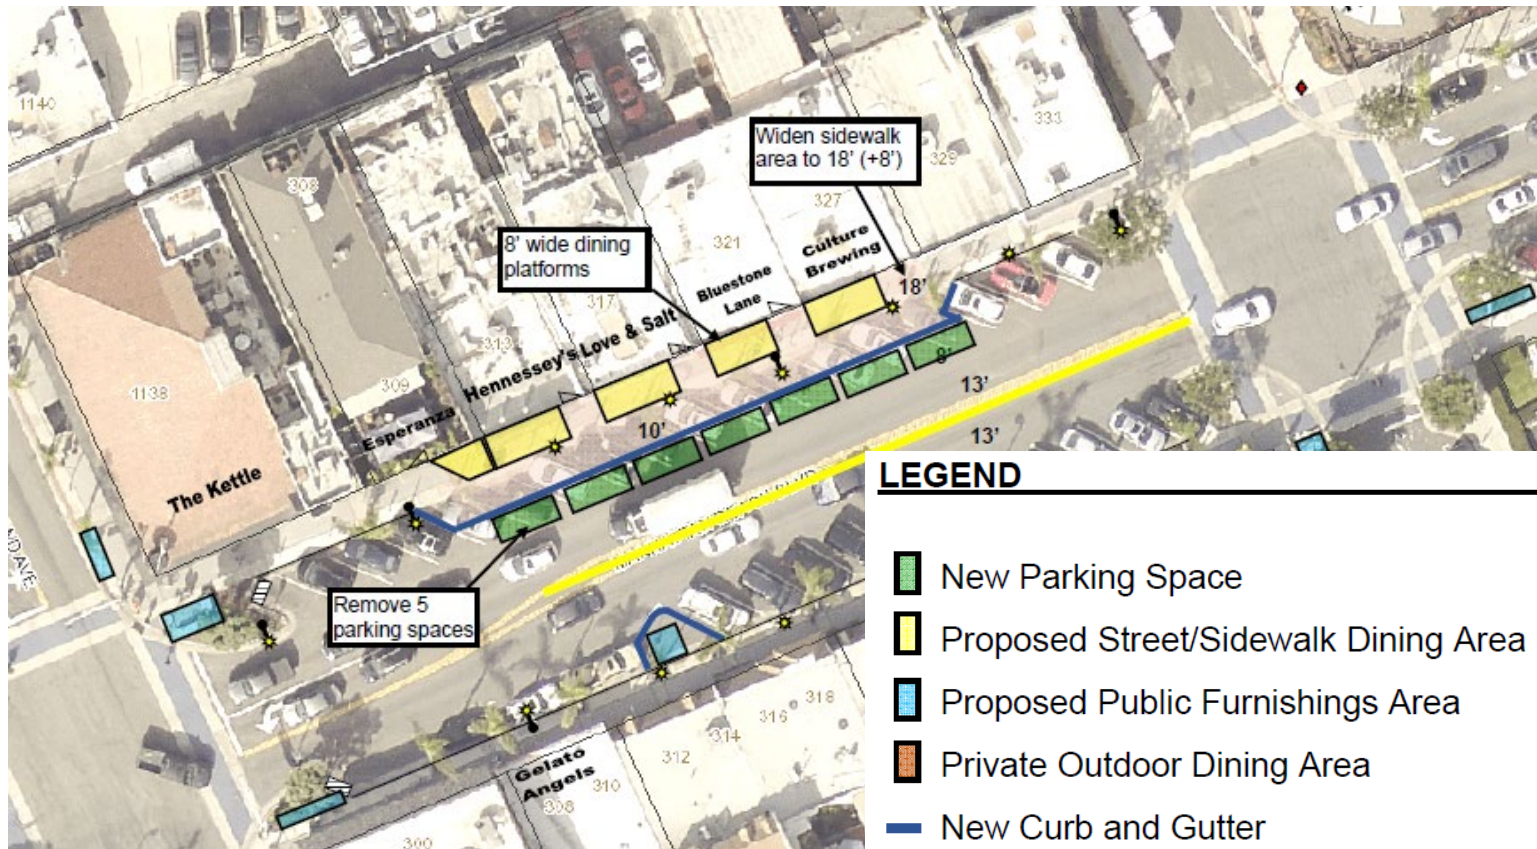 1140
308
333
Widen sidewalk
area to 18' (+8')
329
327
8' wide dining
platforms
321
Culture
Brewing
Bluestone
Lane
18'
317
Hennessey's Love & Salt
313
9'
13'
1138
309
Esperanza
10'
13'
The Kettle
LEGEND
New Parking Space
Remove 5
parking spaces
Proposed Street/Sidewalk Dining Area
Proposed Public Furnishings Area
318
316
314
312
Private Outdoor Dining Area
Gelato
Angels
310
308
New Curb and Gutter
300